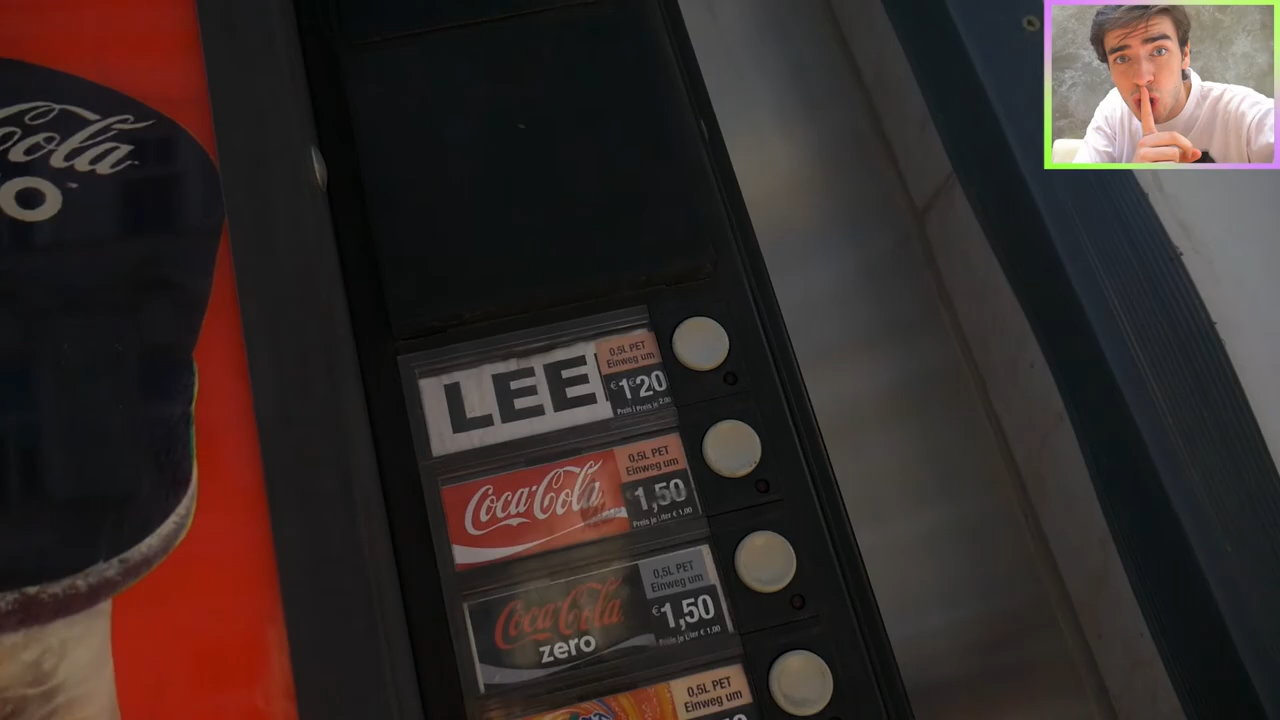 Cola
LEE
0,5L PET
Einweg um
€1€20
Coca-Cola
0,5L PET
Einweg um
1,50
Preis je Liter € 1,00
Coca-Cola
zero
0,5L PET
Einweg um
€1,50
Preis je Liter € 1,00
0,5L PET
Einweg um